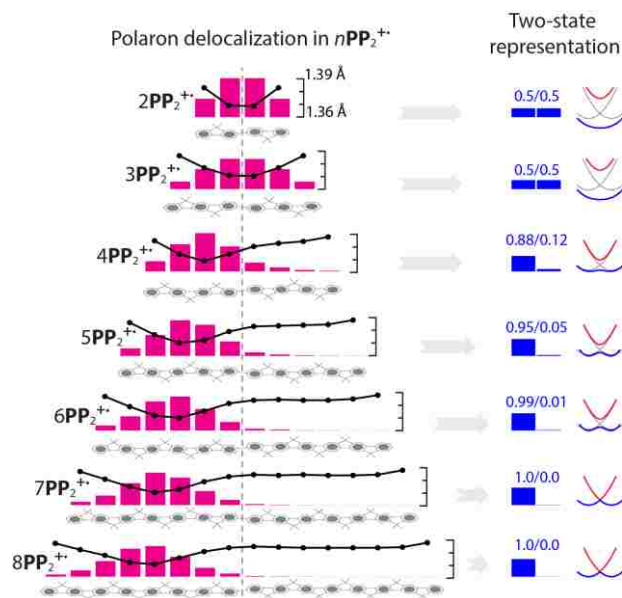 Polaron delocalization in nPP₂⁺•
Two-state
representation
1.39 Å
2PP₂⁺•
1.36 Å
0.5/0.5
3PP₂⁺•
0.5/0.5
4PP₂⁺•
0.88/0.12
5PP₂⁺•
0.95/0.05
6PP₂⁺•
0.99/0.01
7PP₂⁺•
1.0/0.0
8PP₂⁺•
1.0/0.0